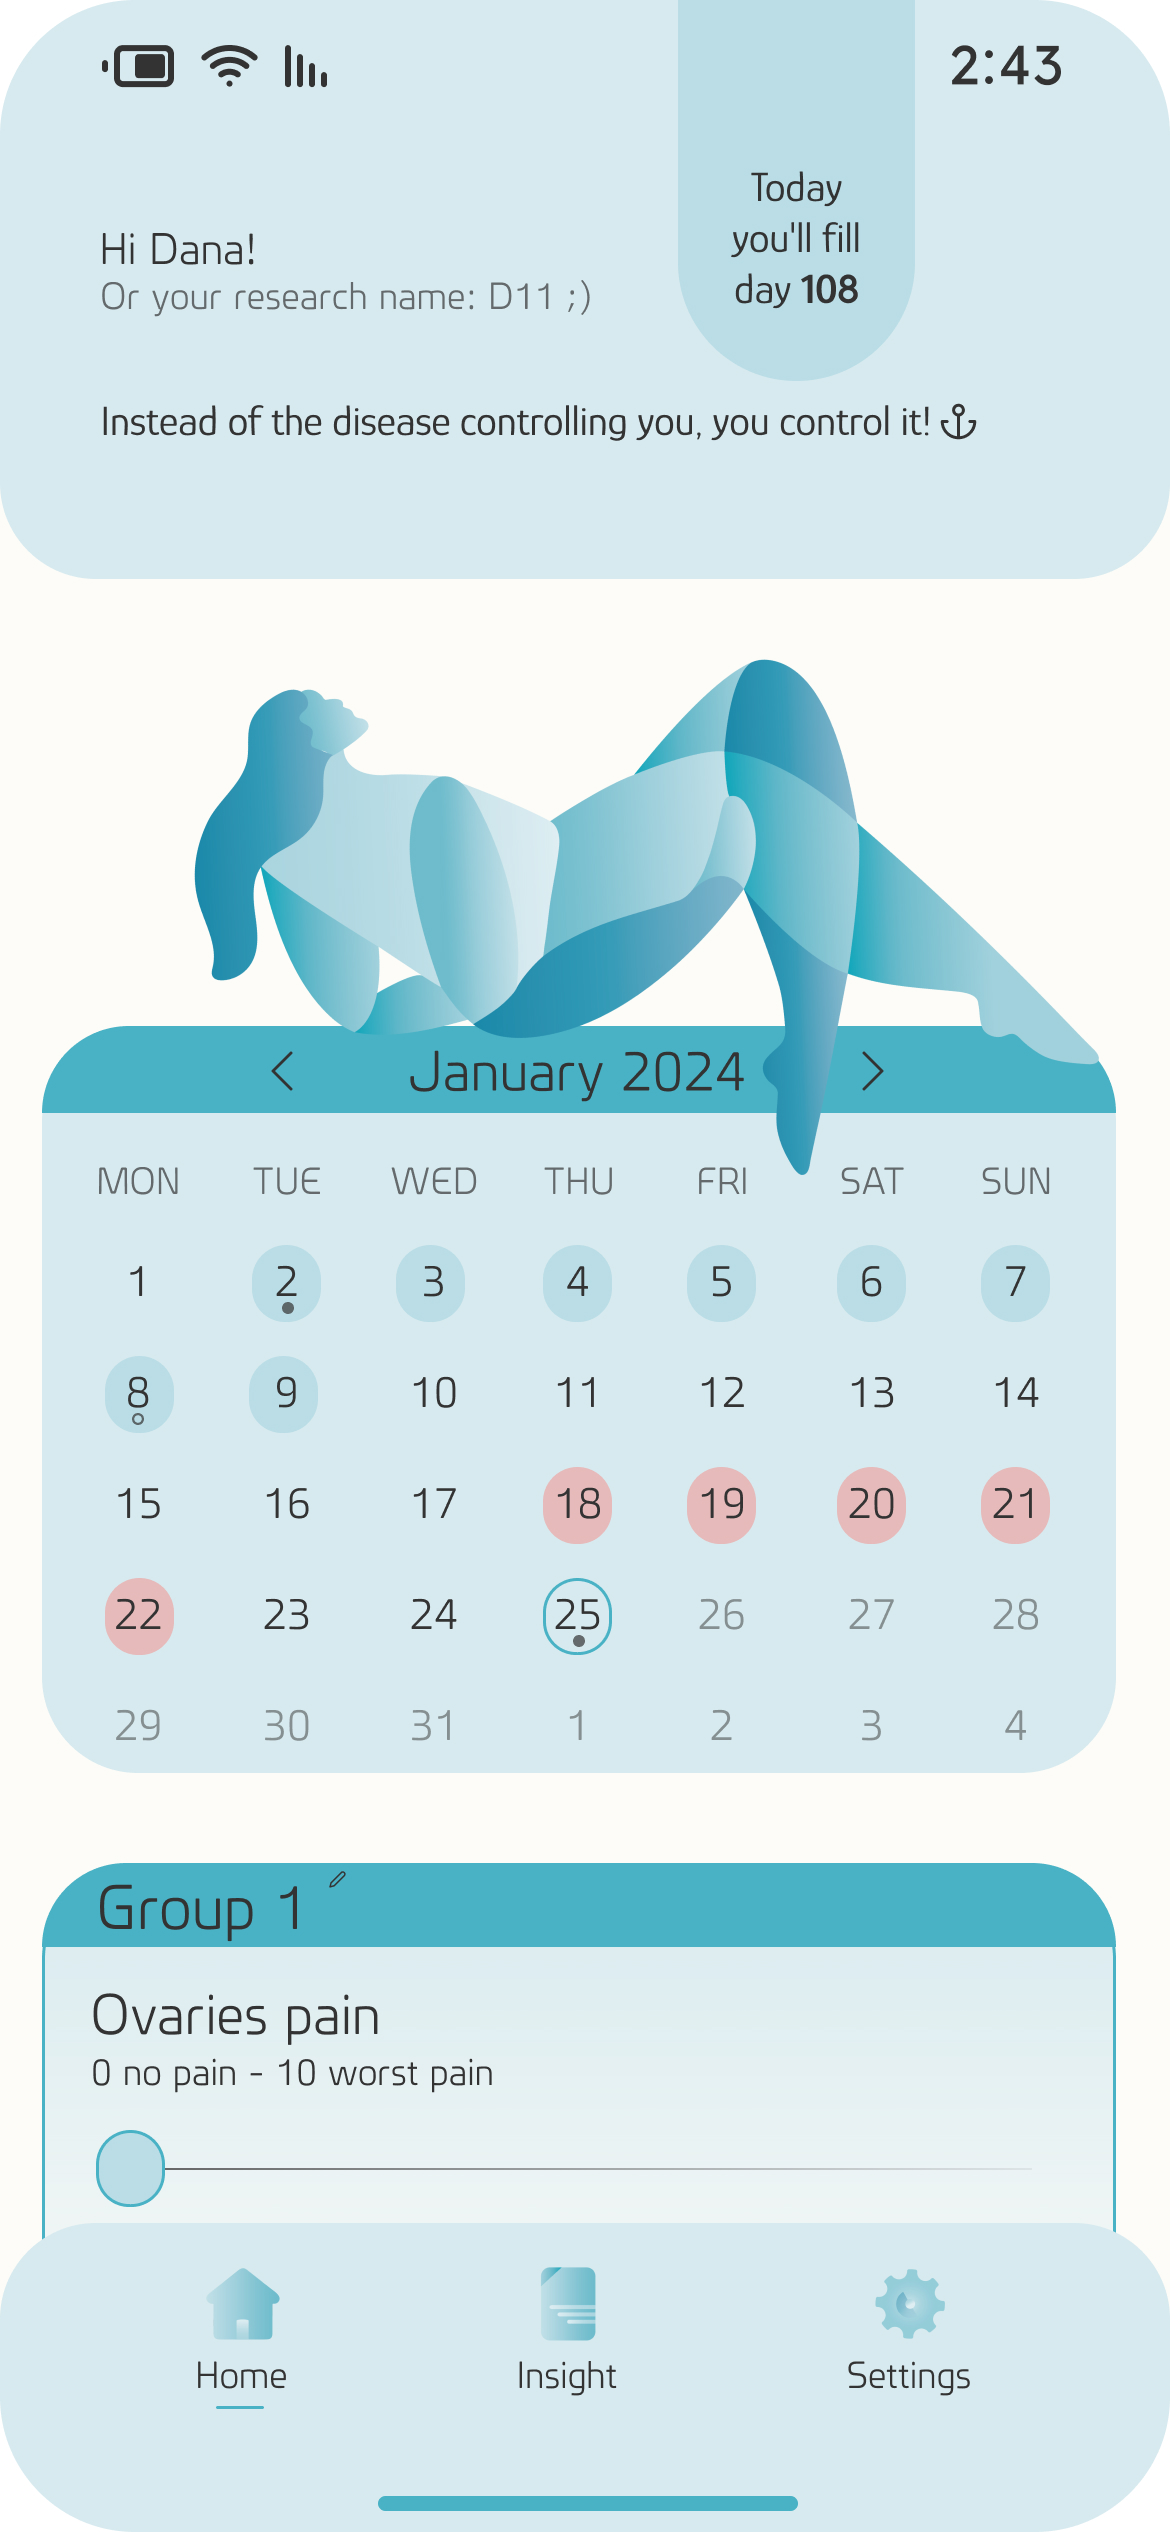 2:43
Today
you'll fill
day 108
Hi Dana!
Or your research name: D11 ;)
Instead of the disease controlling you, you control it!
January 2024
MON TUE WED THU FRI SAT SUN
1 2 3 4 5 6 7
8 9 10 11 12 13 14
15 16 17 18 19 20 21
22 23 24 25 26 27 28
29 30 31 1 2 3 4
Group 1
Ovaries pain
0 no pain - 10 worst pain
Home Insight Settings